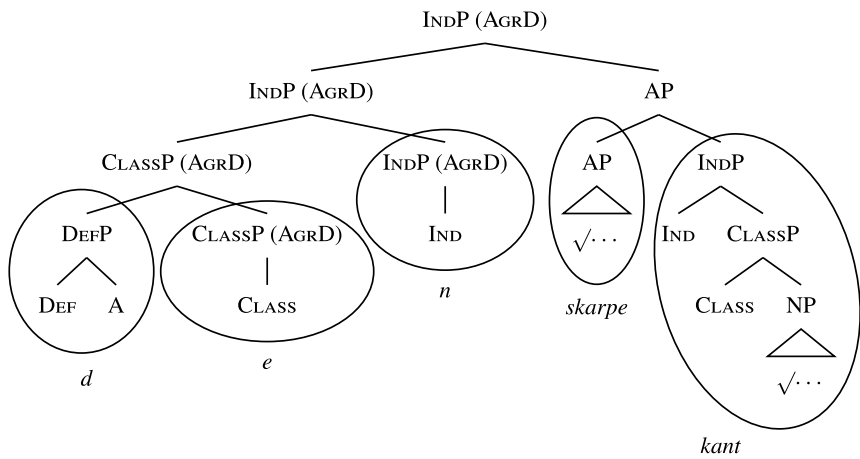 INDP (AGRD)
INDP (AGRD) AP
CLASSP (AGRD) INDP (AGRD) AP INDP
DEFP CLASSP (AGRD) IND √··· IND CLASSP
DEF A CLASS n skarpe CLASS NP
d e √···
kant